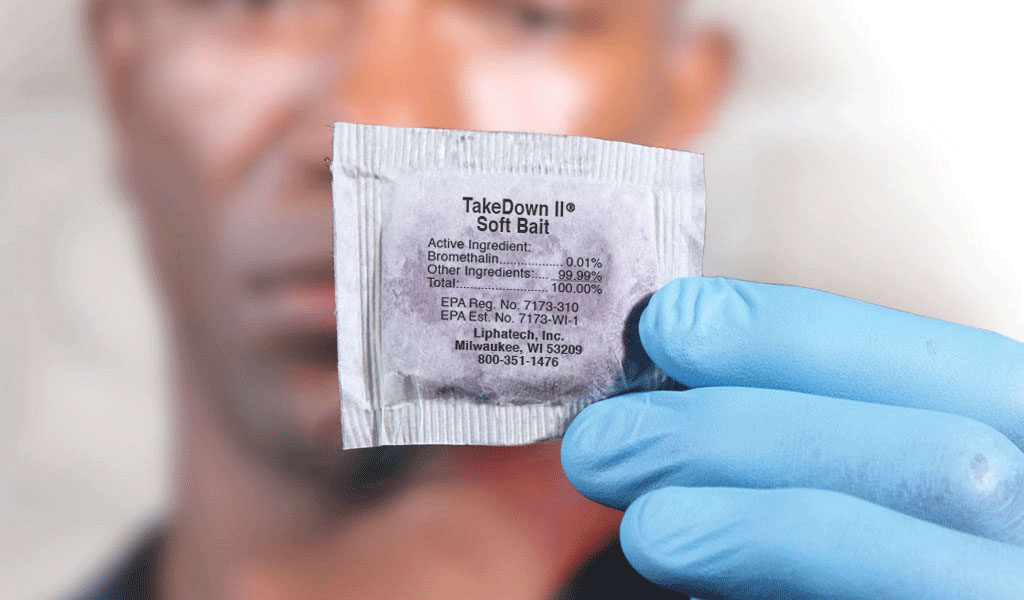 TakeDown II®
Soft Bait
Active Ingredient:
Bromethalin.................. 0.01%
Other Ingredients:.... 99.99%
Total:......................... 100.00%
EPA Reg. No. 7173-310
EPA Est. No. 7173-WI-1
Liphatech, Inc.
Milwaukee, WI 53209
800-351-1476